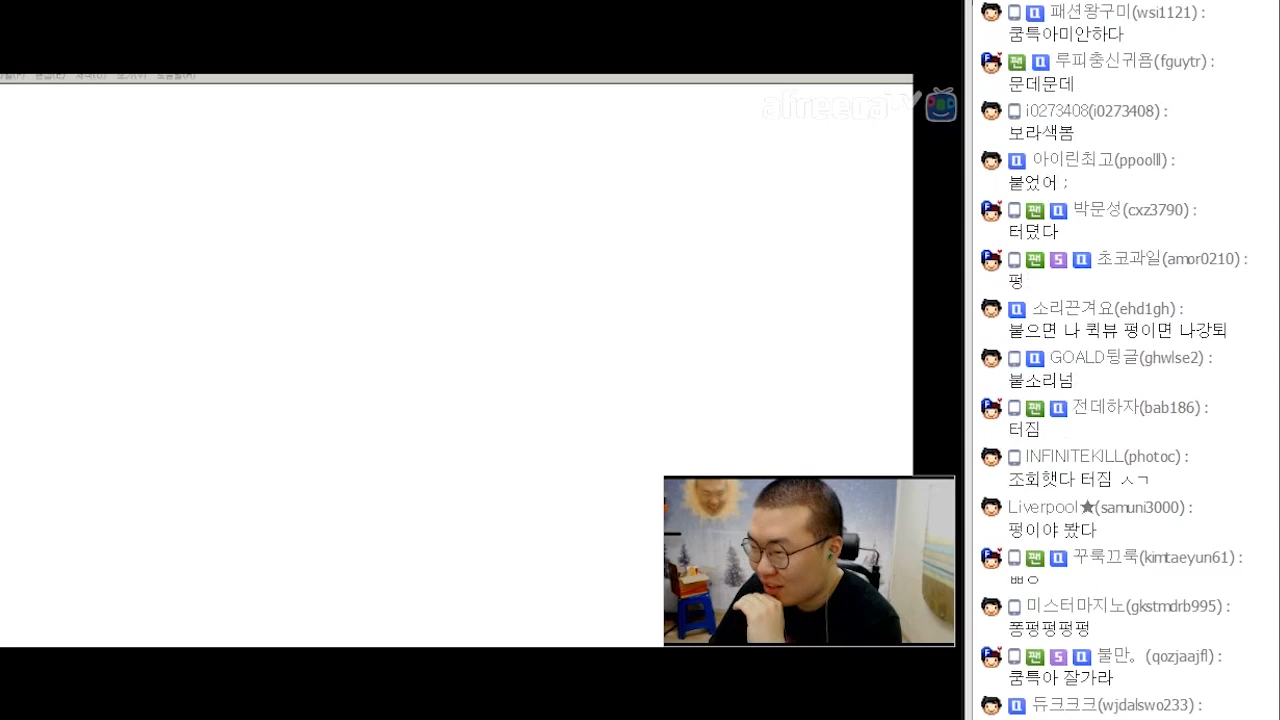 afreecaTV
패션왕구미(wsi1121) :
쿰특아미안하다
루피충신귀욤(fguytr) :
문데문데
i0273408(i0273408) :
보라색봄
아이린최고(ppoolll) :
붙었어 ;
박문성(cxz3790) :
터뎠다
초코과일(amor0210) :
펑
소리끈겨요(ehd1gh) :
붙으면 나 퀵뷰 펑이면 나강퇴
GOALD뒹글(ghwlse2) :
붙소리넘
전데하자(bab186) :
터짐
INFINITEKILL(photoc) :
조회햇다 터짐 ㅅㄱ
Liverpool★(samuni3000) :
펑이야 봤다
꾸룩끄룩(kimtaeyun61) :
ㅃㅇ
미스터마지노(gkstmdrb995) :
퐁펑펑펑펑
불만。(qozjaajfl) :
쿰특아 잘가라
듀크크크(wjdalswo233) :